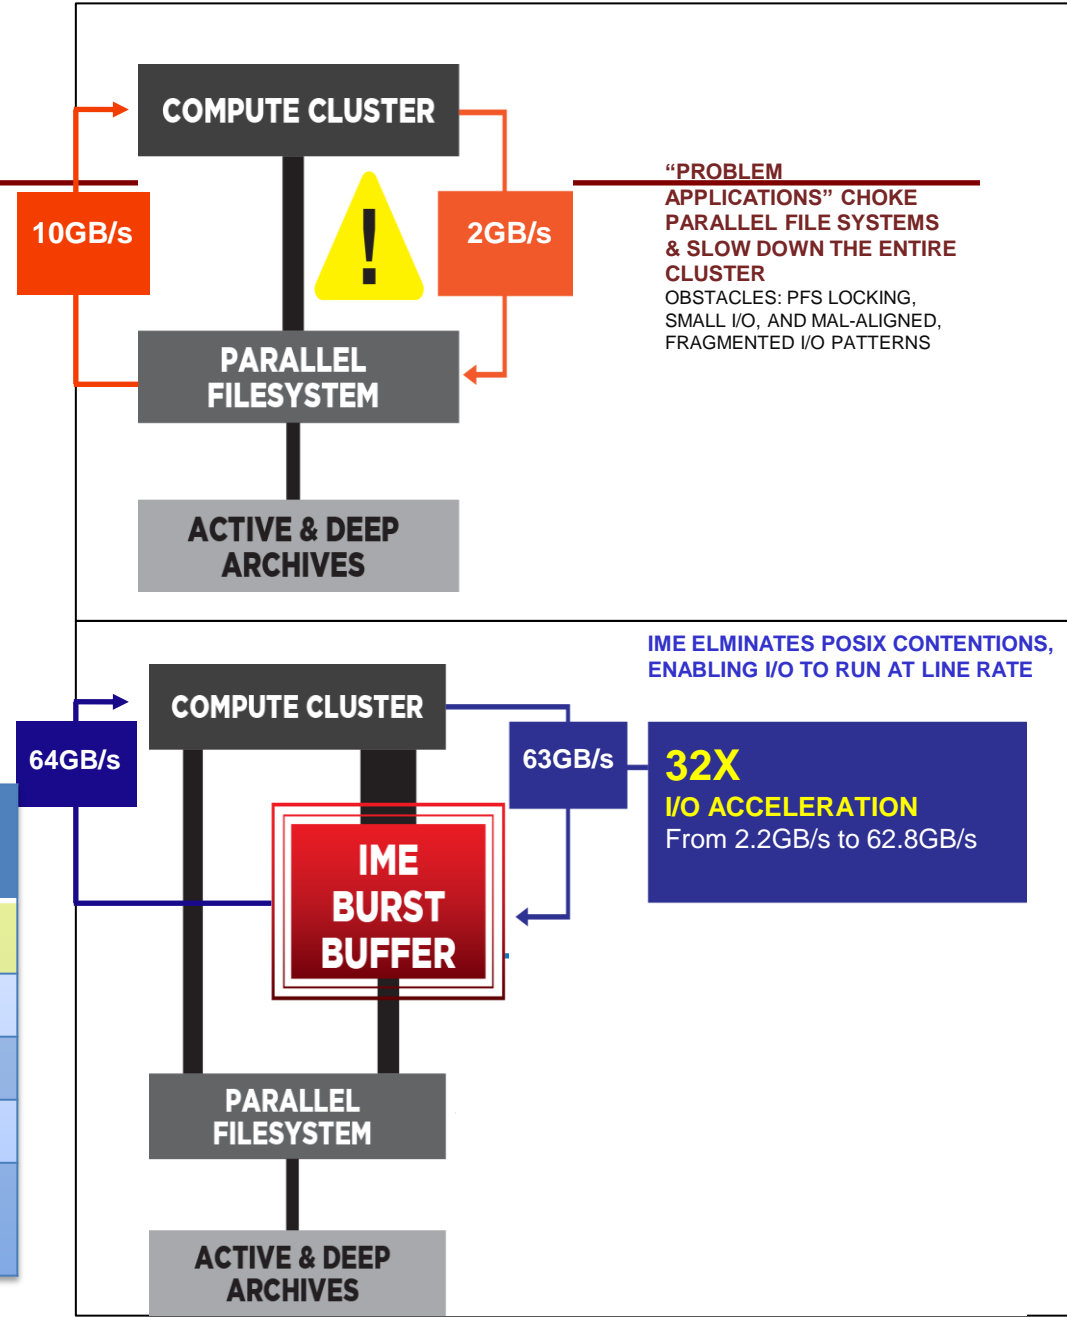 COMPUTE CLUSTER
10GB/s
!
2GB/s
“PROBLEM
APPLICATIONS” CHOKE
PARALLEL FILE SYSTEMS
& SLOW DOWN THE ENTIRE
CLUSTER
OBSTACLES: PFS LOCKING,
SMALL I/O, AND MAL-ALIGNED,
FRAGMENTED I/O PATTERNS
PARALLEL
FILESYSTEM
ACTIVE & DEEP
ARCHIVES
IME ELMINATES POSIX CONTENTIONS,
ENABLING I/O TO RUN AT LINE RATE
COMPUTE CLUSTER
64GB/s
63GB/s
32X
I/O ACCELERATION
From 2.2GB/s to 62.8GB/s
IME
BURST
BUFFER
PARALLEL
FILESYSTEM
ACTIVE & DEEP
ARCHIVES